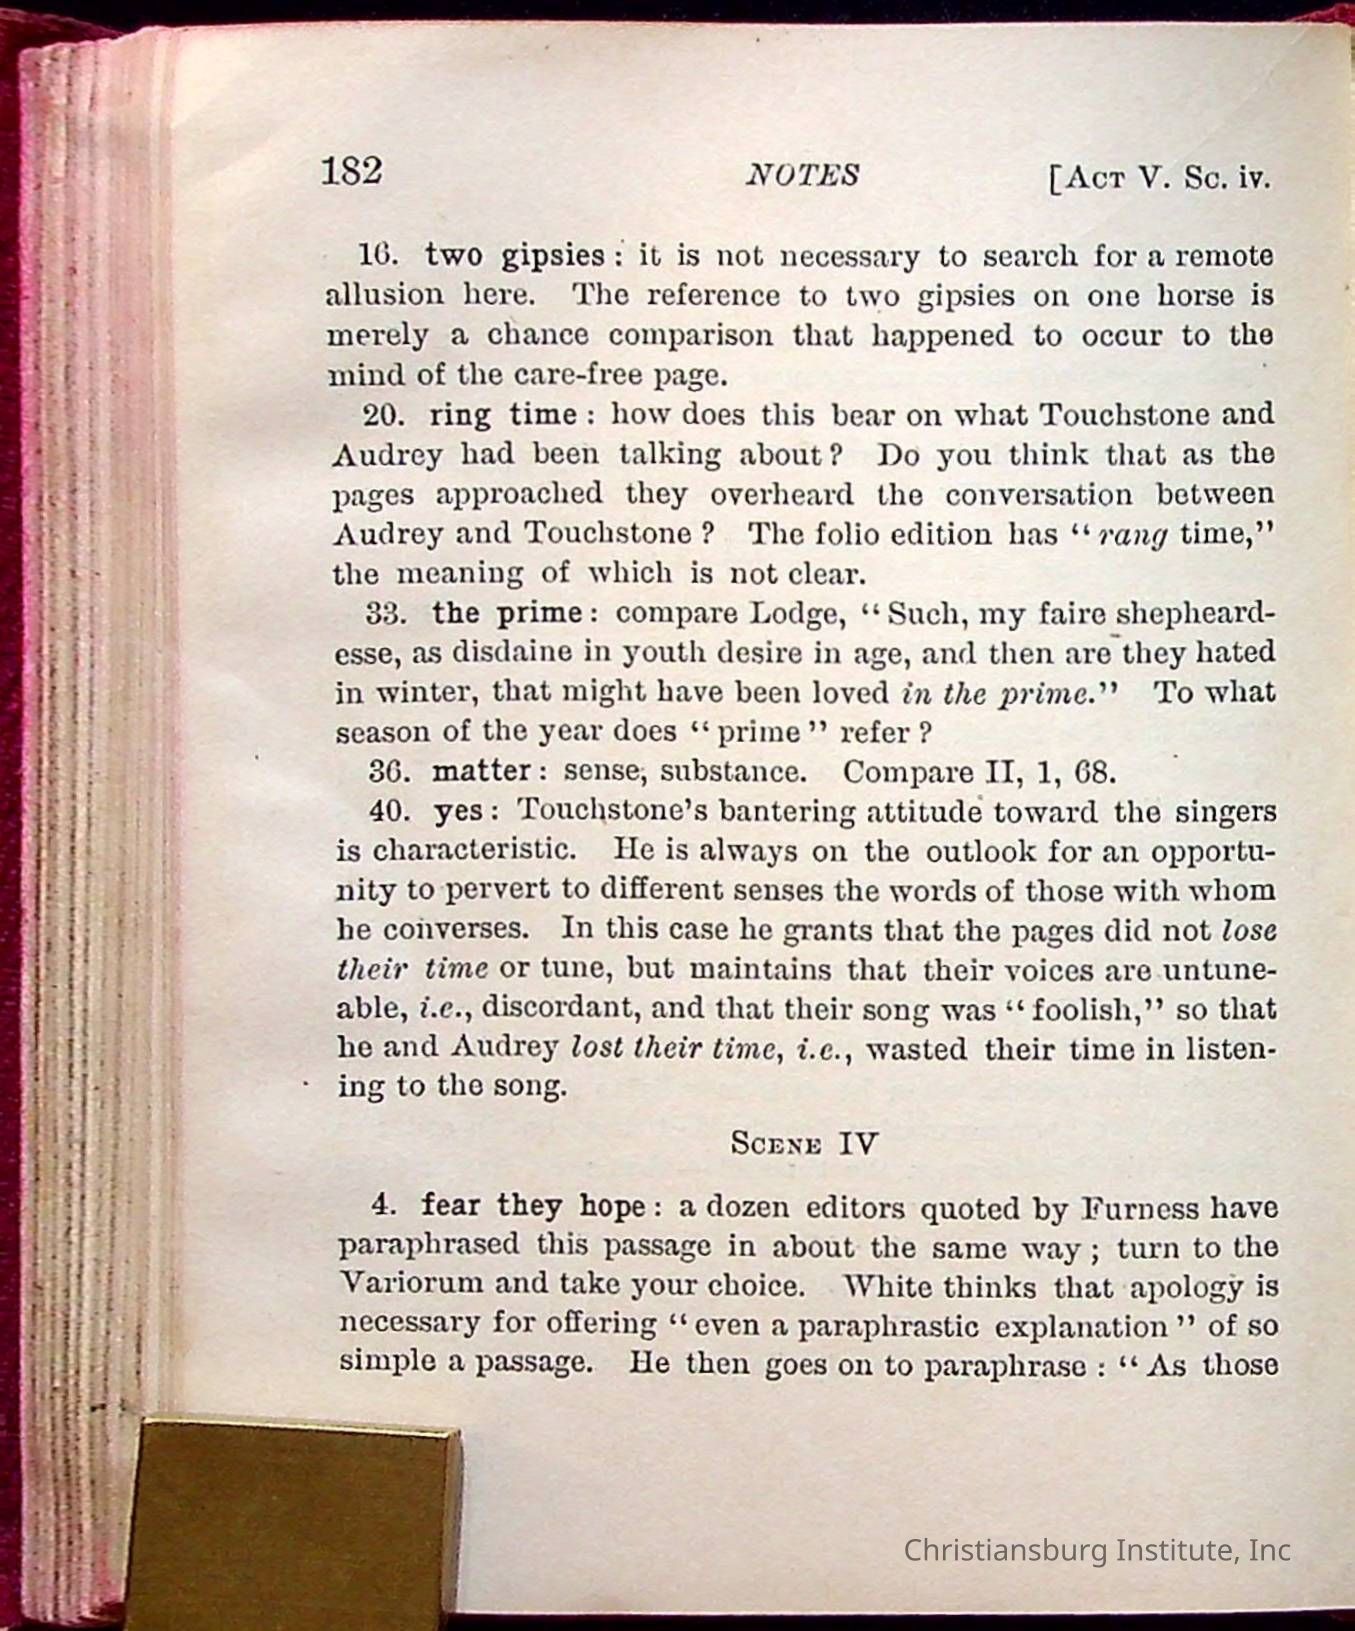 182 NOTES [ACT V. SC. iv.
16. two gipsies: it is not necessary to search for a remote
allusion here. The reference to two gipsies on one horse is
merely a chance comparison that happened to occur to the
mind of the care-free page.
20. ring time: how does this bear on what Touchstone and
Audrey had been talking about? Do you think that as the
pages approached they overheard the conversation between
Audrey and Touchstone? The folio edition has “rang time,”
the meaning of which is not clear.
33. the prime: compare Lodge, “Such, my faire shepheard-
esse, as disdaine in youth desire in age, and then are they hated
in winter, that might have been loved in the prime.” To what
season of the year does “prime” refer?
36. matter: sense, substance. Compare II, 1, 68.
40. yes: Touchstone’s bantering attitude toward the singers
is characteristic. He is always on the outlook for an opportu-
nity to pervert to different senses the words of those with whom
he converses. In this case he grants that the pages did not lose
their time or tune, but maintains that their voices are untune-
able, i.e., discordant, and that their song was “foolish,” so that
he and Audrey lost their time, i.e., wasted their time in listen-
ing to the song.
SCENE IV
4. fear they hope: a dozen editors quoted by Furness have
paraphrased this passage in about the same way; turn to the
Variorum and take your choice. White thinks that apology is
necessary for offering “even a paraphrastic explanation” of so
simple a passage. He then goes on to paraphrase: “As those
Christiansburg Institute, Inc